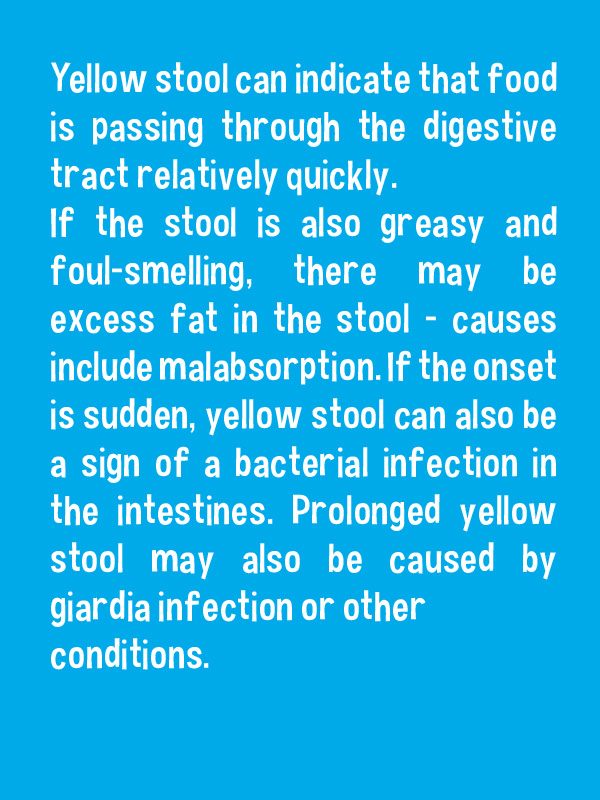 Yellow stool can indicate that food
is passing through the digestive
tract relatively quickly.
If the stool is also greasy and
foul-smelling, there may be
excess fat in the stool - causes
include malabsorption. If the onset
is sudden, yellow stool can also be
a sign of a bacterial infection in
the intestines. Prolonged yellow
stool may also be caused by
giardia infection or other
conditions.